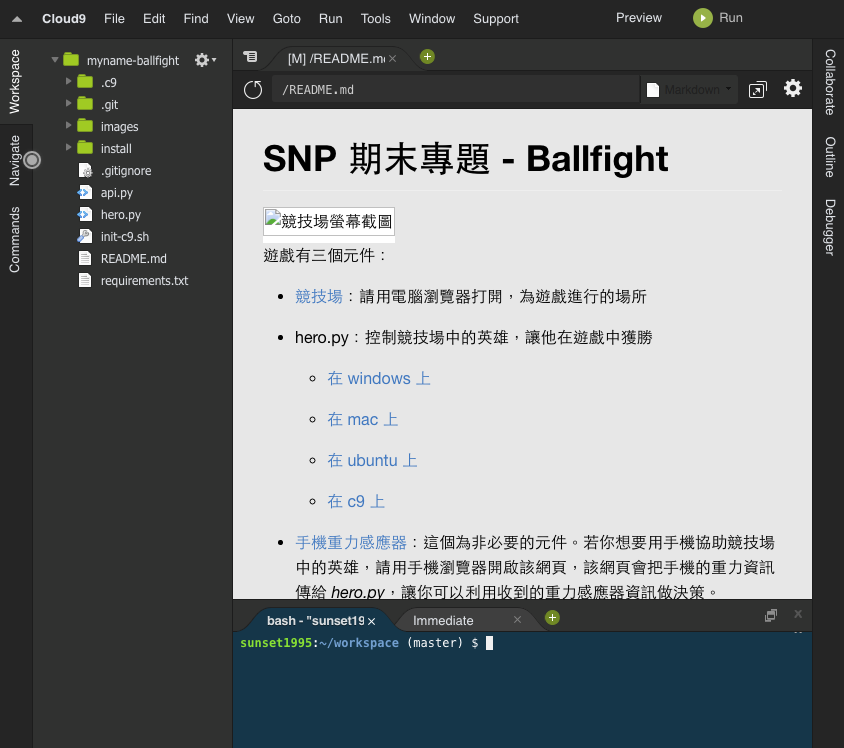 Cloud9 File Edit Find View Goto Run Tools Window Support Preview Run
Workspace
Navigate
Commands
myname-ballfight
.c9
.git
images
install
.gitignore
api.py
hero.py
init-c9.sh
README.md
requirements.txt
[M] /README.m
/README.md
Markdown
SNP 期末專題 - Ballfight
競技場螢幕截圖
遊戲有三個元件：
競技場：請用電腦瀏覽器打開，為遊戲進行的場所
hero.py：控制競技場中的英雄，讓他在遊戲中獲勝
在 windows 上
在 mac 上
在 ubuntu 上
在 c9 上
手機重力感應器：這個為非必要的元件。若你想要用手機協助競技場
中的英雄，請用手機瀏覽器開啟該網頁，該網頁會把手機的重力資訊
傳給 hero.py，讓你可以利用收到的重力感應器資訊做決策。
bash - "sunset19
Immediate
sunset1995:~/workspace (master) $
Collaborate
Outline
Debugger